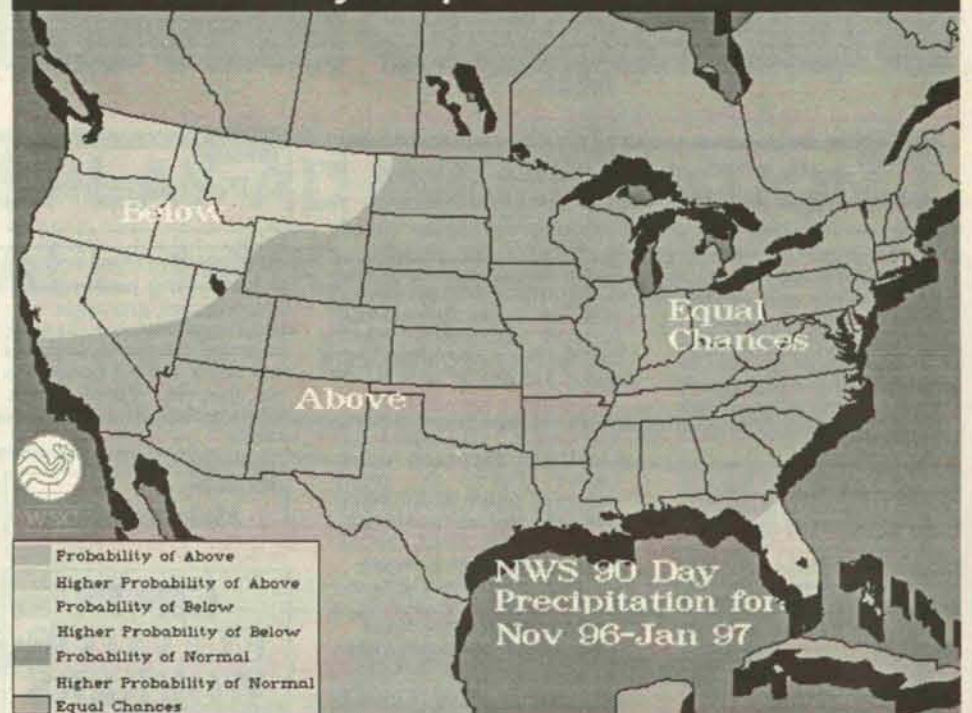 Below
Equal
Chances
Above
WSC
Probability of Above
Higher Probability of Above
Probability of Below
Higher Probability of Below
Probability of Normal
Higher Probability of Normal
Equal Chances
NWS 90 Day
Precipitation for:
Nov 96-Jan 97